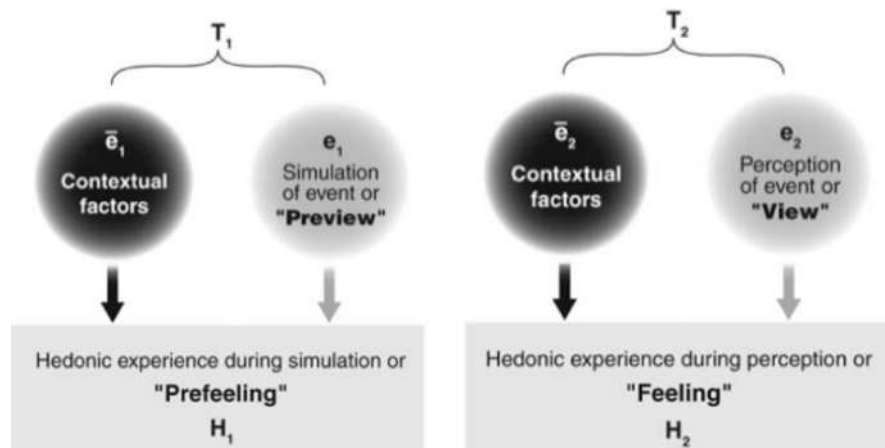 T₁
ē₁
Contextual
factors
e₁
Simulation
of event or
"Preview"
Hedonic experience during simulation or
"Prefeeling"
H₁
T₂
ē₂
Contextual
factors
e₂
Perception
of event or
"View"
Hedonic experience during perception or
"Feeling"
H₂